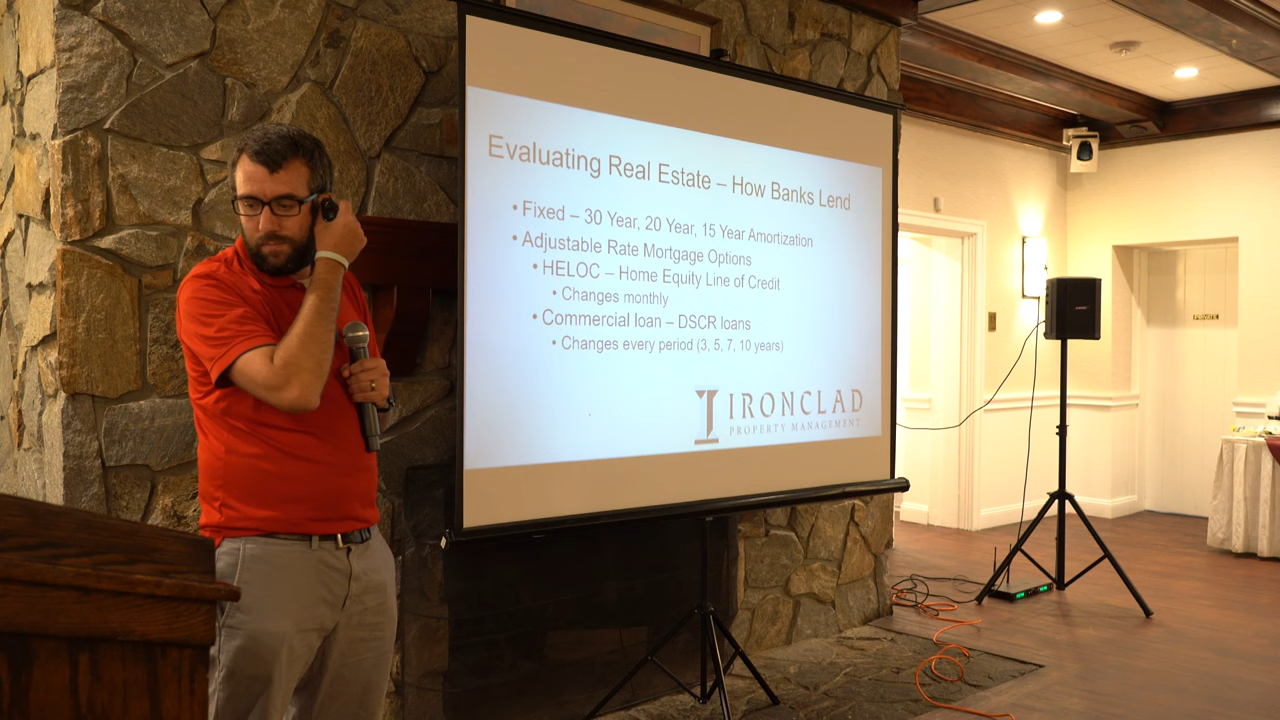 Evaluating Real Estate – How Banks Lend
• Fixed – 30 Year, 20 Year, 15 Year Amortization
• Adjustable Rate Mortgage Options
• HELOC – Home Equity Line of Credit
• Changes monthly
• Commercial loan – DSCR loans
• Changes every period (3, 5, 7, 10 years)
IRONCLAD
PROPERTY MANAGEMENT
PRIVATE